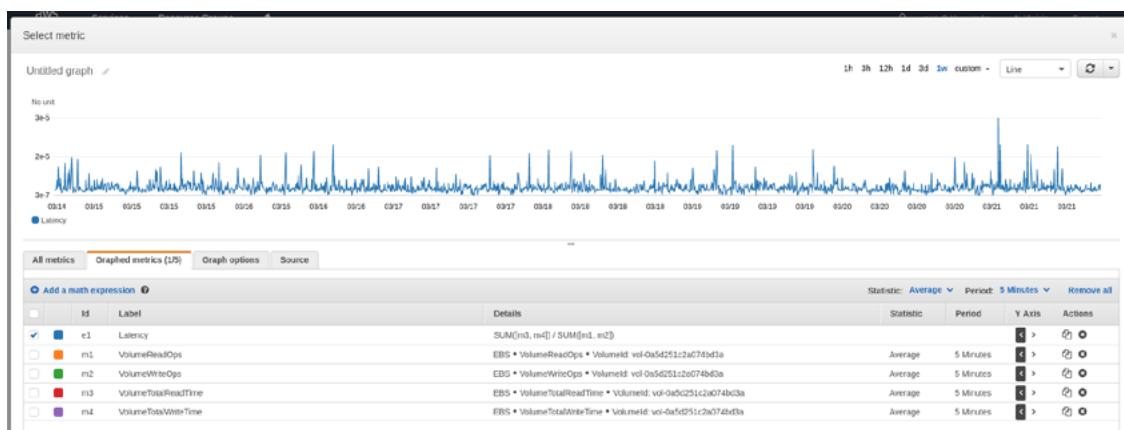 aws Services Resource Groups
Select metric ×
Untitled graph
1h 3h 12h 1d 3d 1w custom - Line
No unit
3e-5
2e-5
3e-7
03/14 03/15 03/15 03/15 03/15 03/16 03/16 03/16 03/16 03/17 03/17 03/17 03/17 03/18 03/18 03/18 03/18 03/19 03/19 03/19 03/19 03/20 03/20 03/20 03/20 03/21 03/21 03/21
Latency
All metrics Graphed metrics (1/5) Graph options Source
Add a math expression Statistic: Average Period: 5 Minutes Remove all
Id Label Details Statistic Period Y Axis Actions
e1 Latency SUM([m3, m4]) / SUM([m1, m2]) < >
m1 VolumeReadOps EBS • VolumeReadOps • VolumeId: vol-0a5d251c2a074bd3a Average 5 Minutes < >
m2 VolumeWriteOps EBS • VolumeWriteOps • VolumeId: vol-0a5d251c2a074bd3a Average 5 Minutes < >
m3 VolumeTotalReadTime EBS • VolumeTotalReadTime • VolumeId: vol-0a5d251c2a074bd3a Average 5 Minutes < >
m4 VolumeTotalWriteTime EBS • VolumeTotalWriteTime • VolumeId: vol-0a5d251c2a074bd3a Average 5 Minutes < >